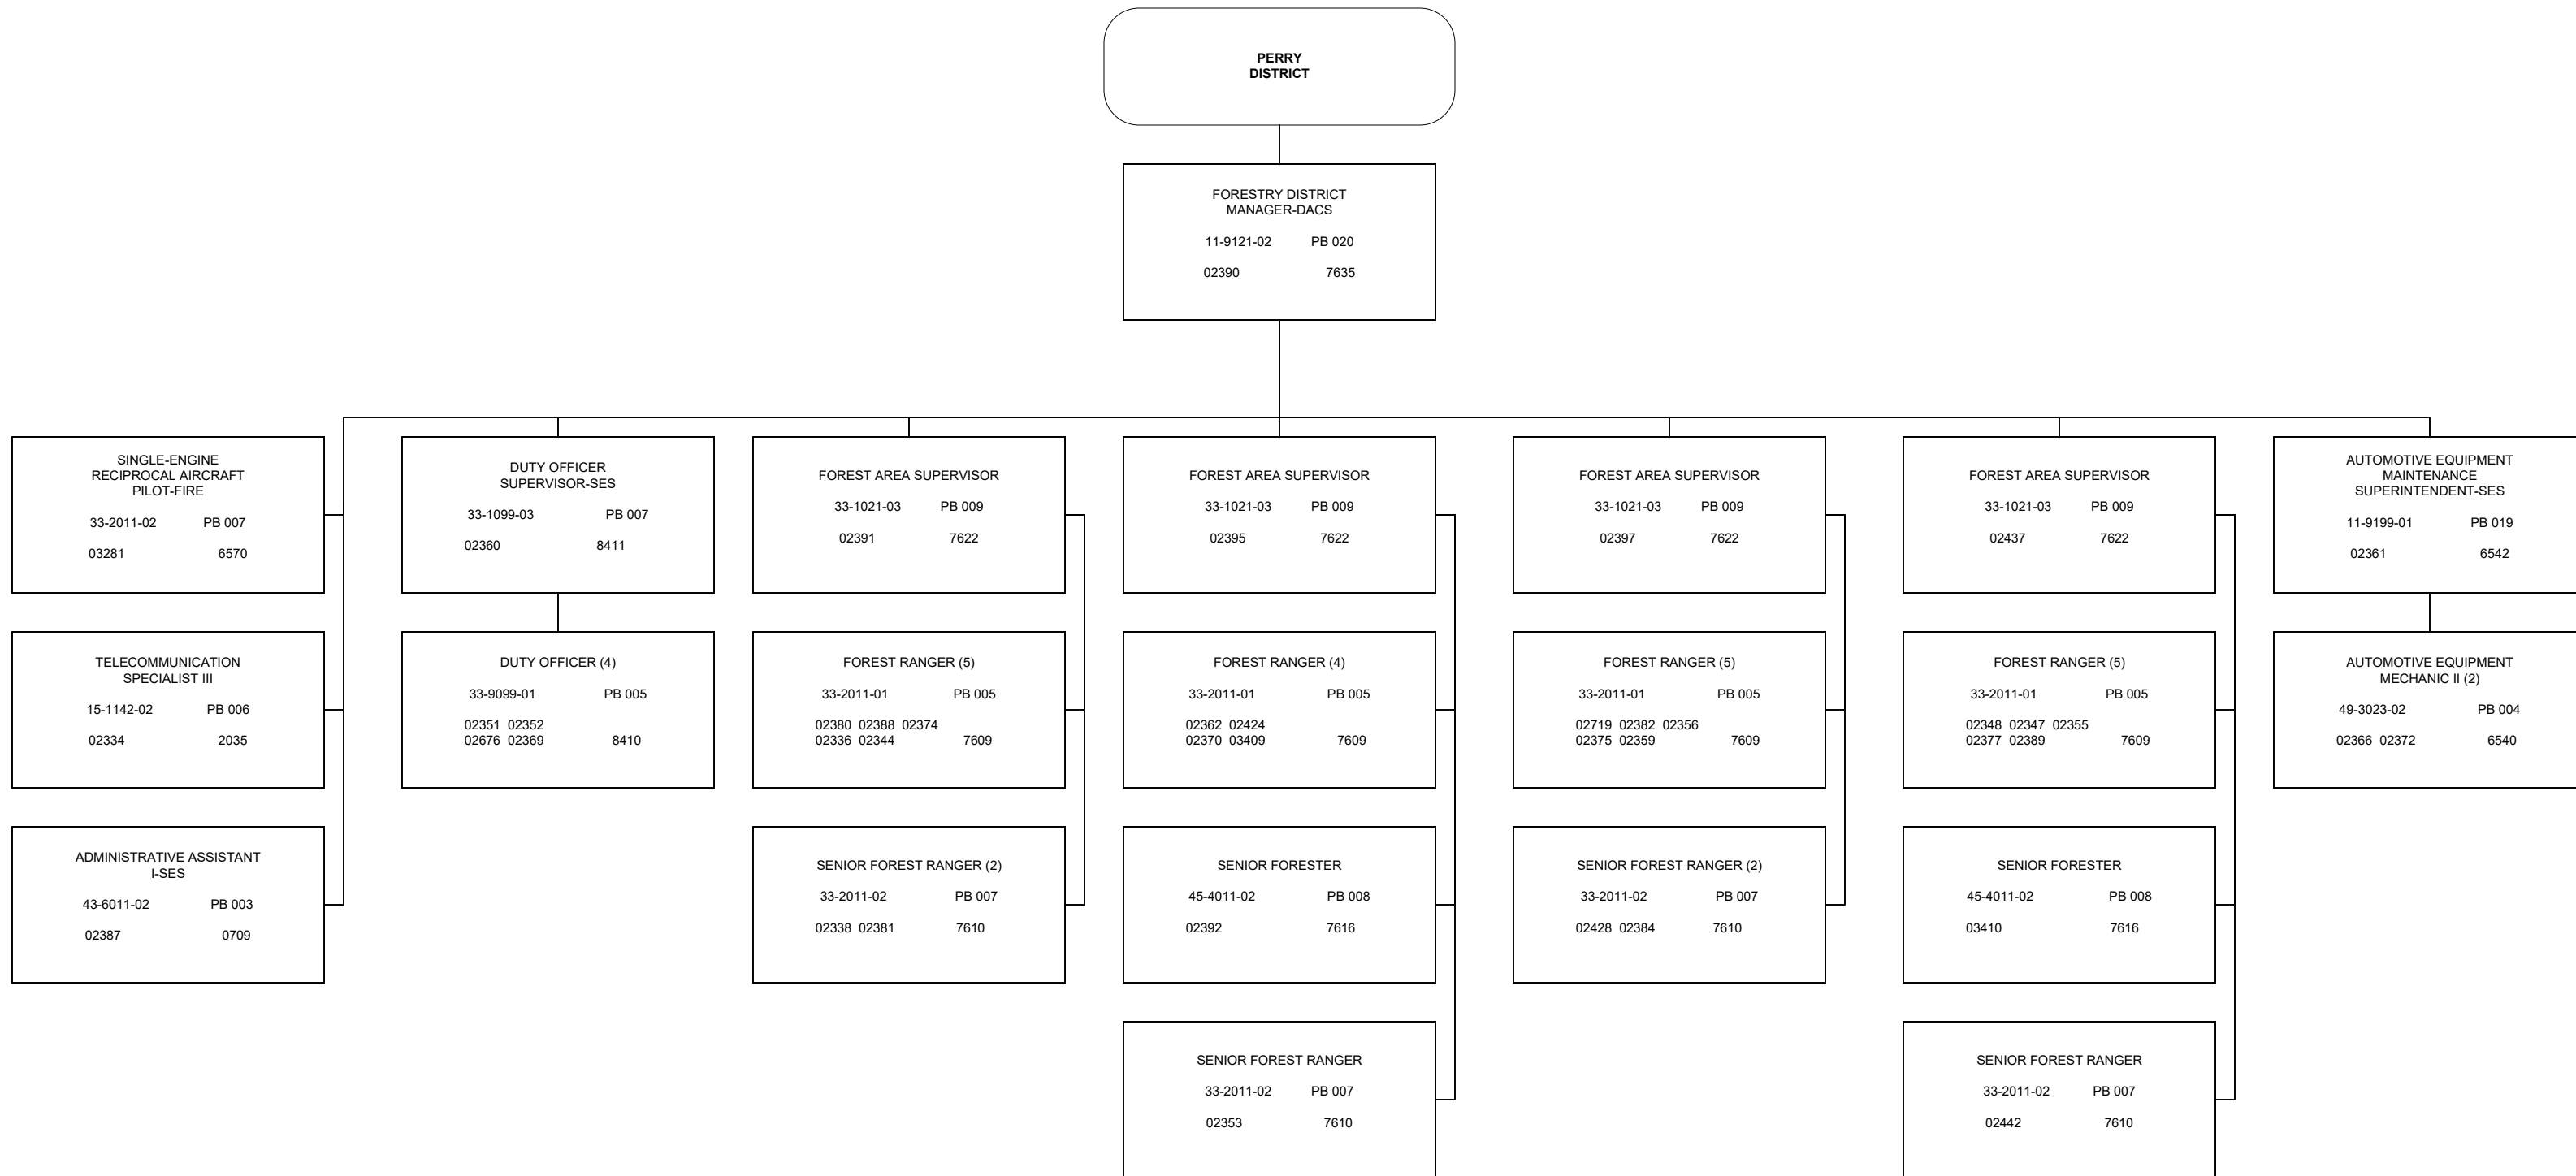 PERRY
DISTRICT
FORESTRY DISTRICT
MANAGER-DACS
11-9121-02 PB 020
02390 7635
SINGLE-ENGINE
RECIPROCAL AIRCRAFT
PILOT-FIRE
33-2011-02 PB 007
03281 6570
DUTY OFFICER
SUPERVISOR-SES
33-1099-03 PB 007
02360 8411
FOREST AREA SUPERVISOR
33-1021-03 PB 009
02391 7622
FOREST AREA SUPERVISOR
33-1021-03 PB 009
02395 7622
FOREST AREA SUPERVISOR
33-1021-03 PB 009
02397 7622
FOREST AREA SUPERVISOR
33-1021-03 PB 009
02437 7622
AUTOMOTIVE EQUIPMENT
MAINTENANCE
SUPERINTENDENT-SES
11-9199-01 PB 019
02361 6542
TELECOMMUNICATION
SPECIALIST III
15-1142-02 PB 006
02334 2035
DUTY OFFICER (4)
33-9099-01 PB 005
02351 02352
02676 02369 8410
FOREST RANGER (5)
33-2011-01 PB 005
02380 02388 02374
02336 02344 7609
FOREST RANGER (4)
33-2011-01 PB 005
02362 02424
02370 03409 7609
FOREST RANGER (5)
33-2011-01 PB 005
02719 02382 02356
02375 02359 7609
FOREST RANGER (5)
33-2011-01 PB 005
02348 02347 02355
02377 02389 7609
AUTOMOTIVE EQUIPMENT
MECHANIC II (2)
49-3023-02 PB 004
02366 02372 6540
ADMINISTRATIVE ASSISTANT
I-SES
43-6011-02 PB 003
02387 0709
SENIOR FOREST RANGER (2)
33-2011-02 PB 007
02338 02381 7610
SENIOR FORESTER
45-4011-02 PB 008
02392 7616
SENIOR FOREST RANGER (2)
33-2011-02 PB 007
02428 02384 7610
SENIOR FORESTER
45-4011-02 PB 008
03410 7616
SENIOR FOREST RANGER
33-2011-02 PB 007
02353 7610
SENIOR FOREST RANGER
33-2011-02 PB 007
02442 7610